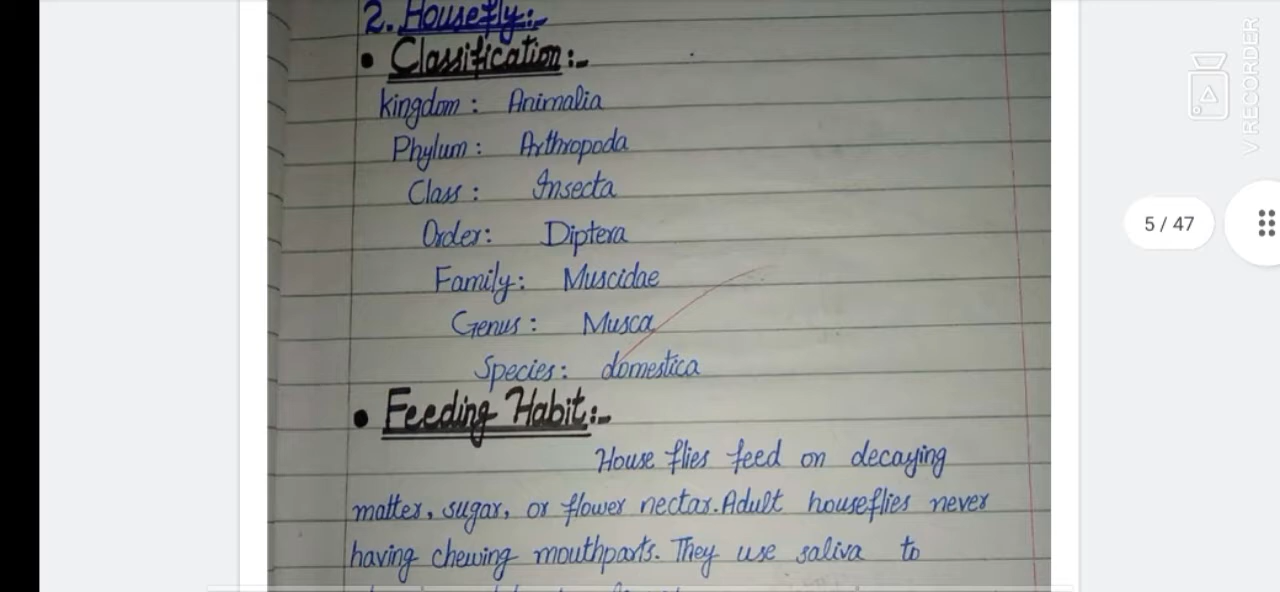 2. Housefly:-
• Classification:-
Kingdom: Animalia
Phylum: Arthropoda
Class: Insecta
Order: Diptera
Family: Muscidae
Genus: Musca
Species: domestica
• Feeding Habit:-
House flies feed on decaying
matter, sugar, or flower nectar. Adult houseflies never
having chewing mouthparts. They use saliva to
5 / 47
V RECORDER